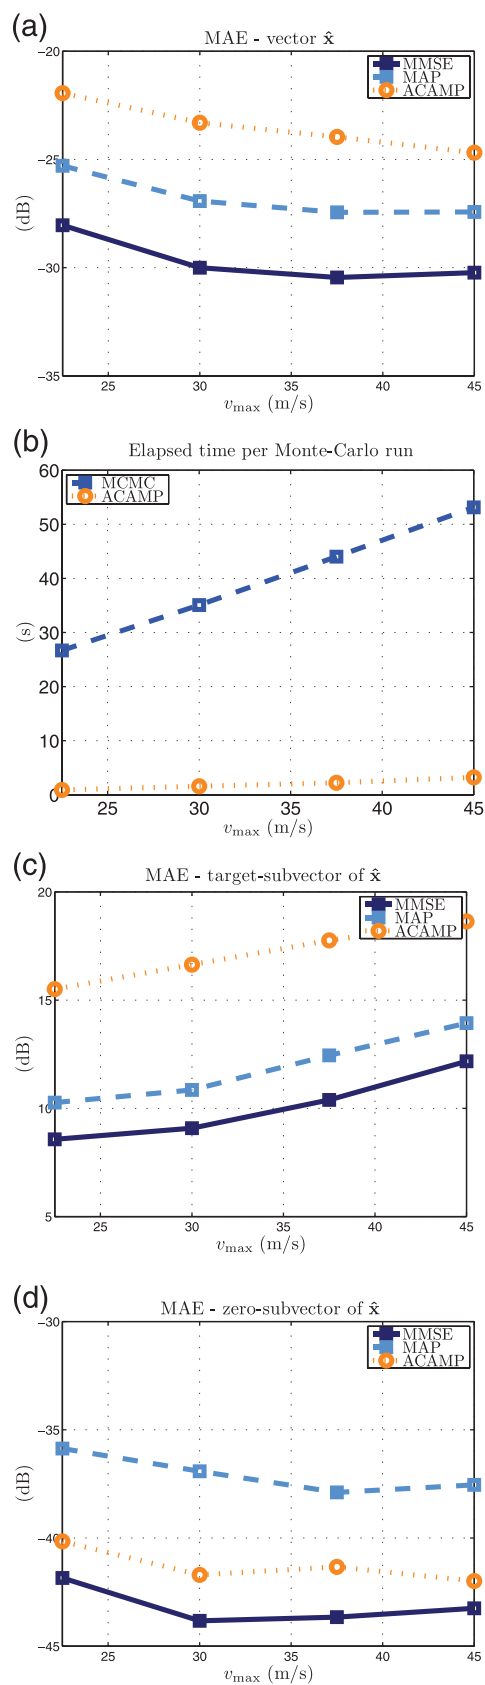 (a)
MAE - vector x̂
−20
−25
−30
−35
(dB)
MMSE
MAP
ACAMP
25 30 35 40 45
v_max (m/s)
(b)
Elapsed time per Monte-Carlo run
60
50
40
30
20
10
0
(s)
MCMC
ACAMP
25 30 35 40 45
v_max (m/s)
(c)
MAE - target-subvector of x̂
20
15
10
5
(dB)
MMSE
MAP
ACAMP
25 30 35 40 45
v_max (m/s)
(d)
MAE - zero-subvector of x̂
−30
−35
−40
−45
(dB)
MMSE
MAP
ACAMP
25 30 35 40 45
v_max (m/s)